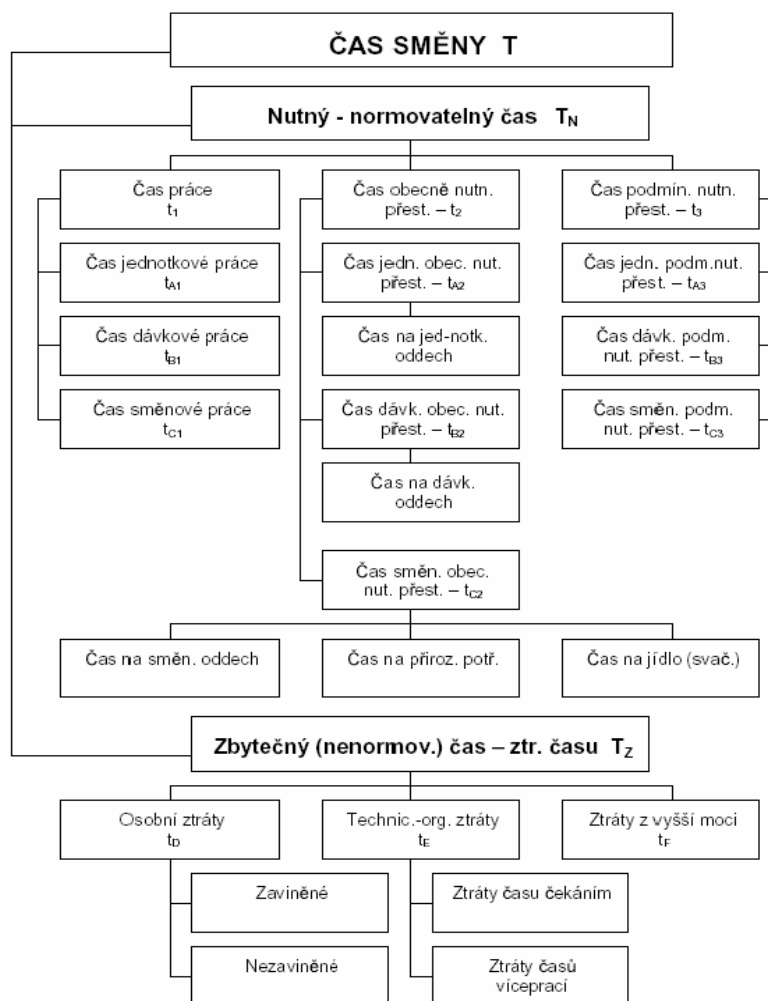 ČAS SMĚNY T
Nutný - normovatelný čas T_N
Čas práce
t₁
Čas obecně nutn.
přest. – t₂
Čas podmín. nutn.
přest. – t₃
Čas jednotkové práce
t_A1
Čas jedn. obec. nut.
přest. – t_A2
Čas jedn. podm.nut.
přest. – t_A3
Čas dávkové práce
t_B1
Čas na jed-notk.
oddech
Čas dávk. podm.
nut. přest. – t_B3
Čas směnové práce
t_C1
Čas dávk. obec. nut.
přest. – t_B2
Čas směn. podm.
nut. přest. – t_C3
Čas na dávk.
oddech
Čas směn. obec.
nut. přest. – t_C2
Čas na směn. oddech
Čas na přiroz. potř.
Čas na jídlo (svač.)
Zbytečný (nenormov.) čas – ztr. času T_Z
Osobní ztráty
t_D
Technic.-org. ztráty
t_E
Ztráty z vyšší moci
t_F
Zaviněné
Ztráty času čekáním
Nezaviněné
Ztráty časů
víceprací